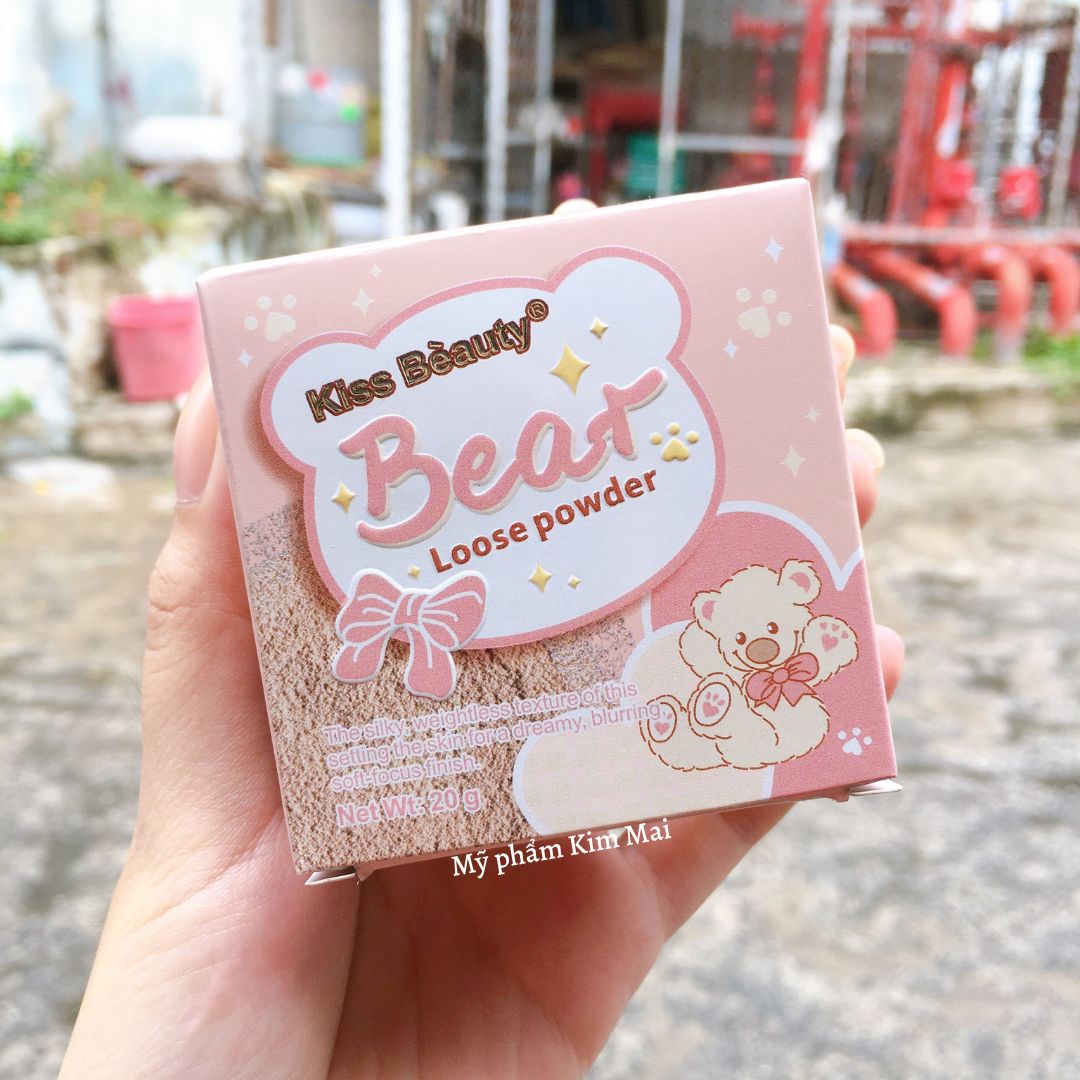 Kiss Bèauty®
Bear
Loose powder
The silky, weightless texture of this
setting the skin for a dreamy, blurring,
soft-focus finish.
Net Wt: 20 g
Mỹ phẩm Kim Mai